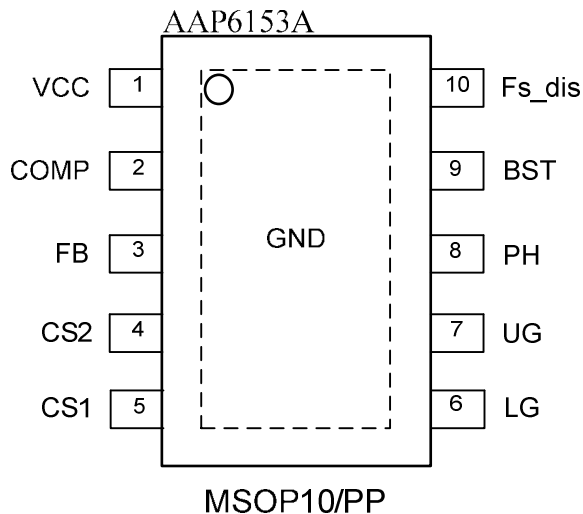 AAP6153A
VCC 1 10 Fs_dis
COMP 2 9 BST
GND
FB 3 8 PH
CS2 4 7 UG
CS1 5 6 LG
MSOP10/PP